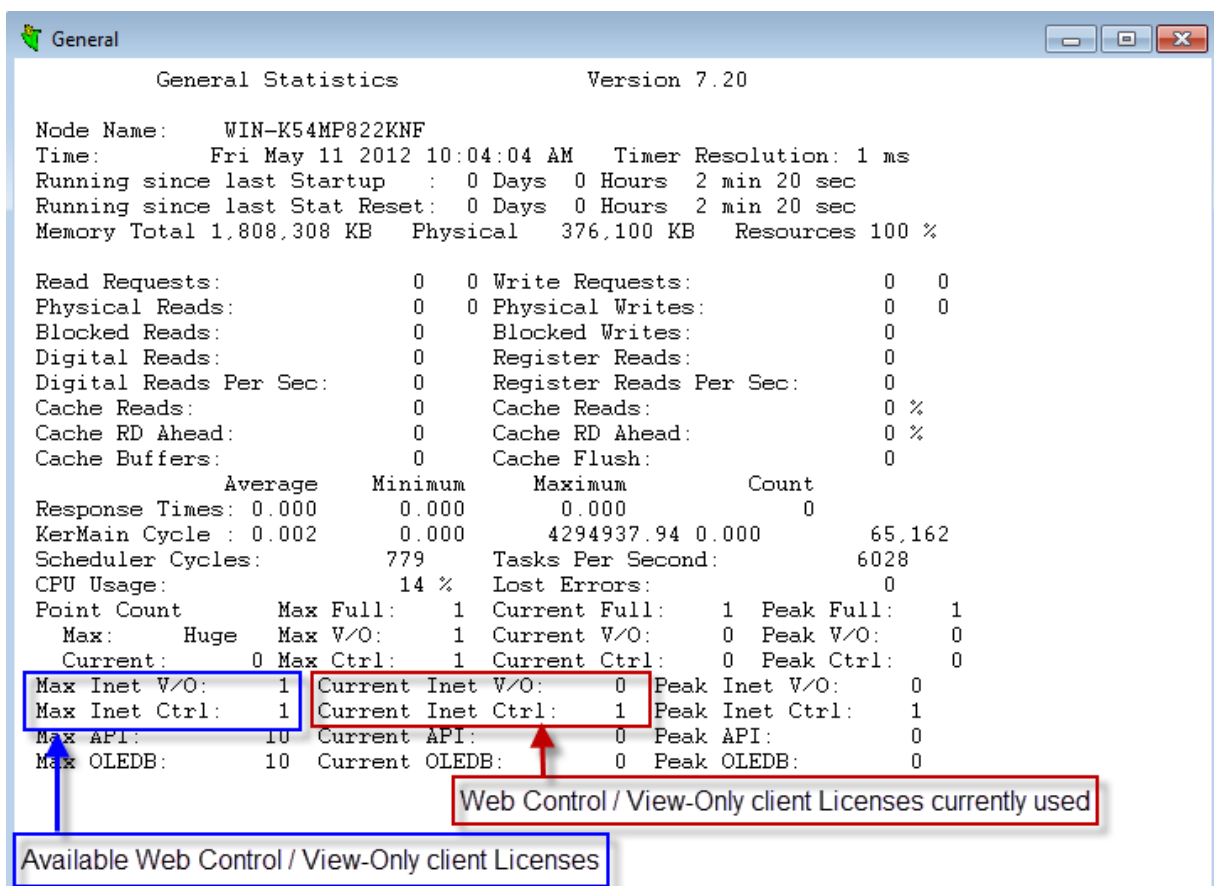 General
General Statistics Version 7.20
Node Name: WIN-K54MP822KNF
Time: Fri May 11 2012 10:04:04 AM Timer Resolution: 1 ms
Running since last Startup : 0 Days 0 Hours 2 min 20 sec
Running since last Stat Reset: 0 Days 0 Hours 2 min 20 sec
Memory Total 1,808,308 KB Physical 376,100 KB Resources 100 %
Read Requests: 0 0 Write Requests: 0 0
Physical Reads: 0 0 Physical Writes: 0 0
Blocked Reads: 0 Blocked Writes: 0
Digital Reads: 0 Register Reads: 0
Digital Reads Per Sec: 0 Register Reads Per Sec: 0
Cache Reads: 0 Cache Reads: 0 %
Cache RD Ahead: 0 Cache RD Ahead: 0 %
Cache Buffers: 0 Cache Flush: 0
Average Minimum Maximum Count
Response Times: 0.000 0.000 0.000 0
KerMain Cycle : 0.002 0.000 4294937.94 0.000 65,162
Scheduler Cycles: 779 Tasks Per Second: 6028
CPU Usage: 14 % Lost Errors: 0
Point Count Max Full: 1 Current Full: 1 Peak Full: 1
Max: Huge Max V/O: 1 Current V/O: 0 Peak V/O: 0
Current: 0 Max Ctrl: 1 Current Ctrl: 0 Peak Ctrl: 0
Max Inet V/O: 1 Current Inet V/O: 0 Peak Inet V/O: 0
Max Inet Ctrl: 1 Current Inet Ctrl: 1 Peak Inet Ctrl: 1
Max API: 10 Current API: 0 Peak API: 0
Max OLEDB: 10 Current OLEDB: 0 Peak OLEDB: 0
Web Control / View-Only client Licenses currently used
Available Web Control / View-Only client Licenses